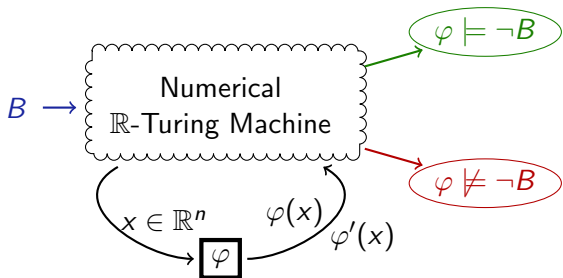 φ ⊨ ¬B
Numerical
B → ℝ-Turing Machine
φ ⊭ ¬B
x ∈ ℝⁿ
φ(x)
φ′(x)
φ